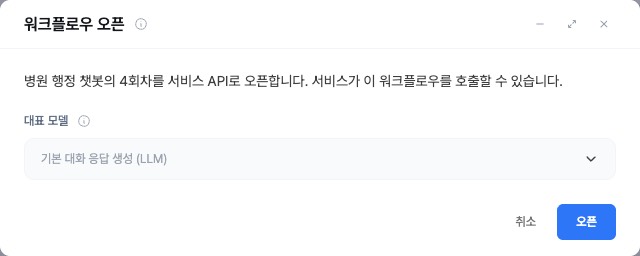 워크플로우 오픈
병원 행정 챗봇의 4회차를 서비스 API로 오픈합니다. 서비스가 이 워크플로우를 호출할 수 있습니다.
대표 모델
기본 대화 응답 생성 (LLM)
취소 오픈